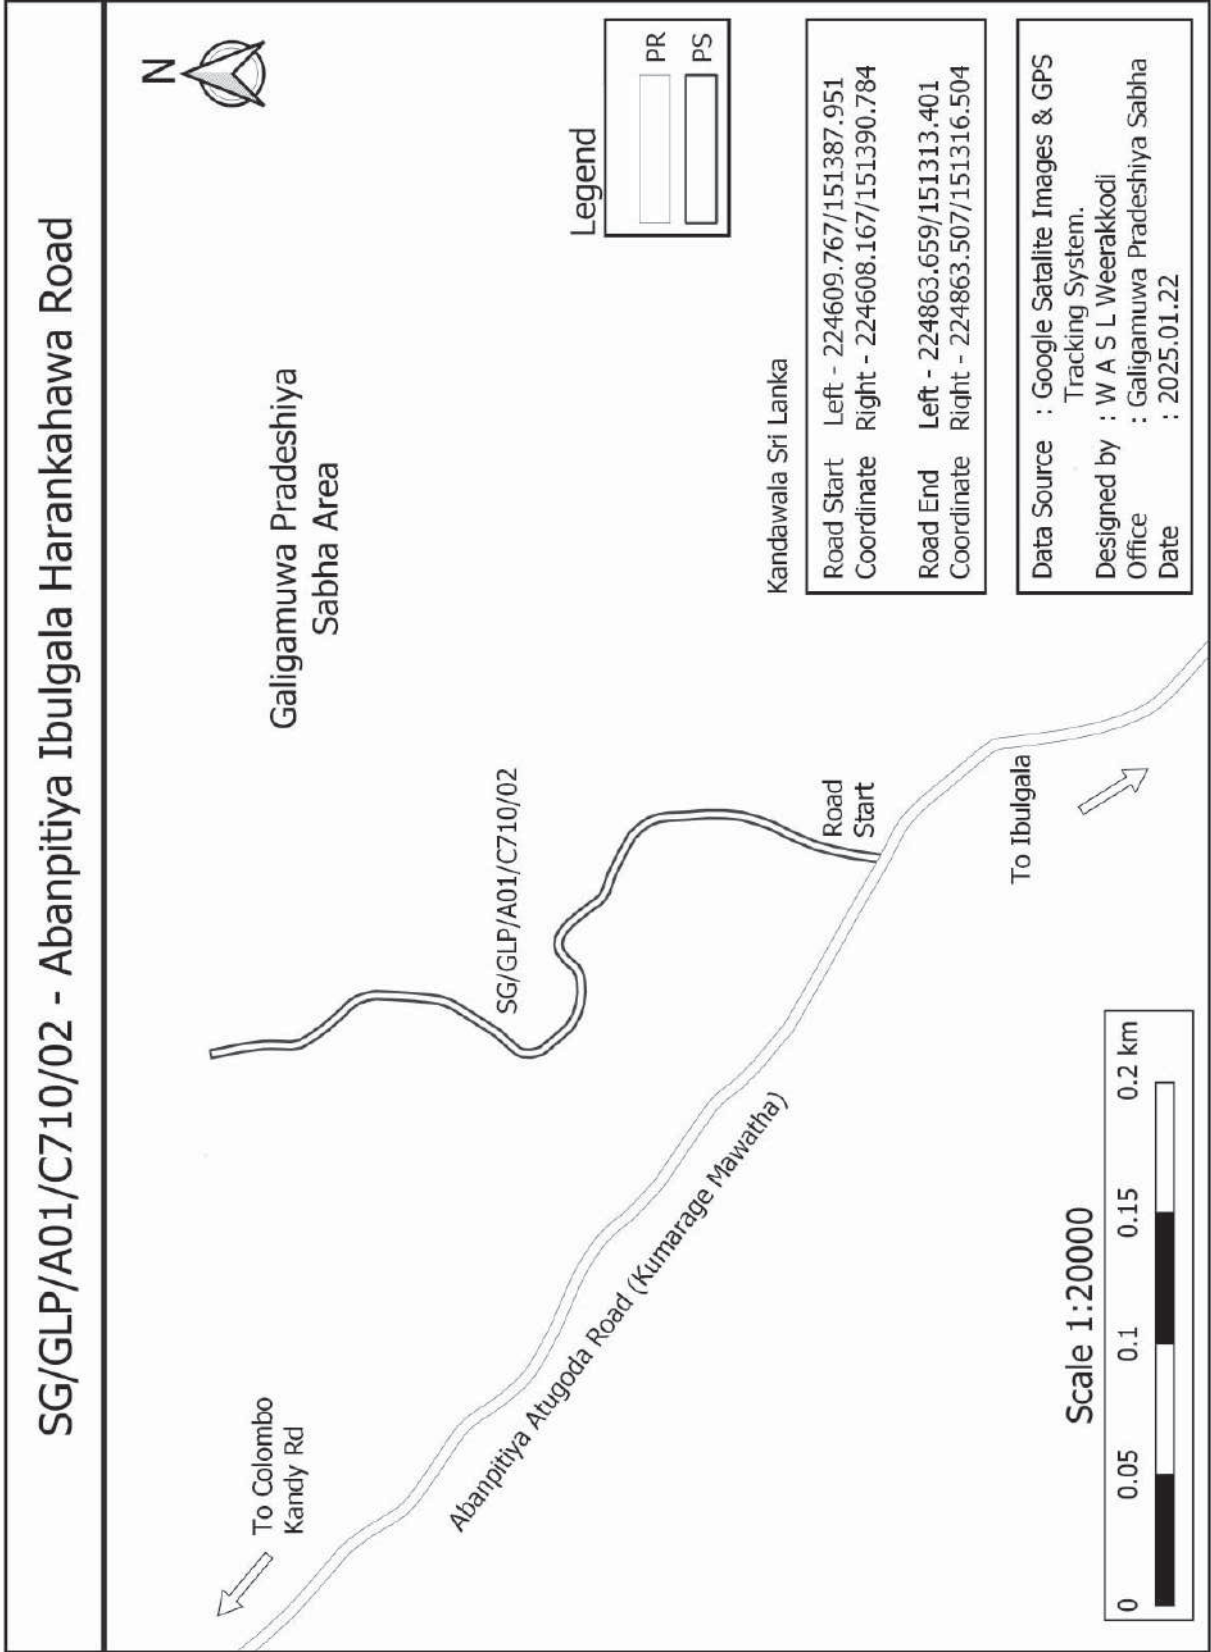 SG/GLP/A01/C710/02 - Abanpitiya Ibulgala Harankahawa Road
N
To Colombo
Kandy Rd
Galigamuwa Pradeshiya
Sabha Area
Legend
PR
PS
SG/GLP/A01/C710/02
Abanpitiya Atugoda Road (Kumarage Mawatha)
Road
Start
To Ibulgala
Kandawala Sri Lanka
Road Start Left - 224609.767/151387.951
Coordinate Right - 224608.167/151390.784
Road End Left - 224863.659/151313.401
Coordinate Right - 224863.507/151316.504
Data Source : Google Satalite Images & GPS
Tracking System.
Designed by : W A S L Weerakkodi
Office : Galigamuwa Pradeshiya Sabha
Date : 2025.01.22
Scale 1:20000
0 0.05 0.1 0.15 0.2 km